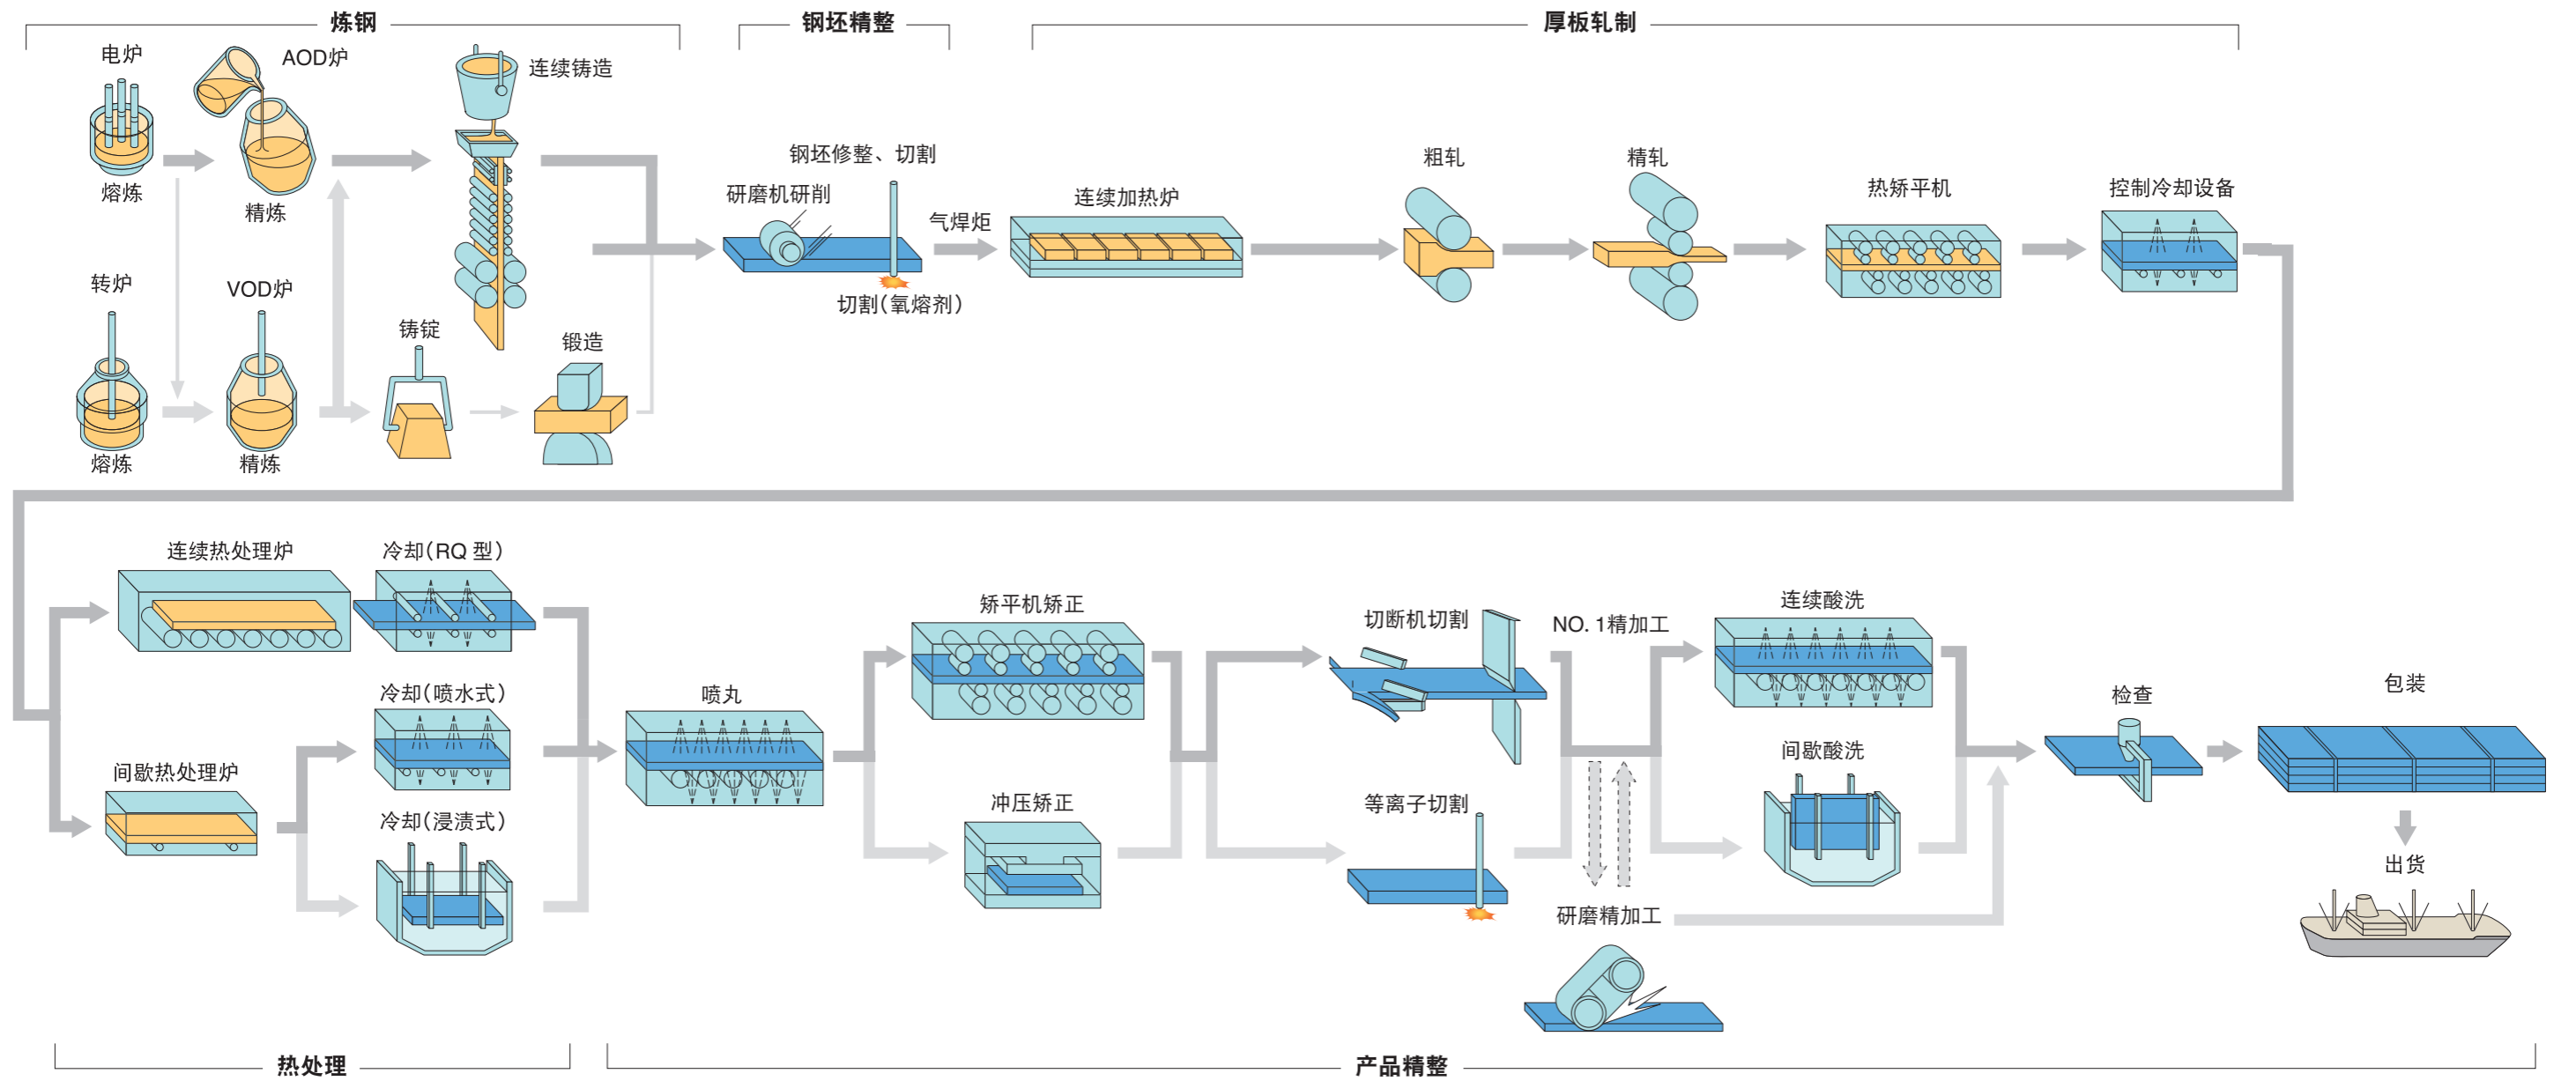 炼钢
钢坯精整
厚板轧制
电炉
AOD炉
连续铸造
熔炼
精炼
转炉
VOD炉
铸锭
锻造
熔炼
精炼
钢坯修整、切割
研磨机研削
气焊炬
切割(氧熔剂)
连续加热炉
粗轧
精轧
热矫平机
控制冷却设备
连续热处理炉
冷却(RQ 型)
冷却(喷水式)
间歇热处理炉
冷却(浸渍式)
喷丸
矫平机矫正
冲压矫正
切断机切割
NO. 1精加工
等离子切割
研磨精加工
连续酸洗
间歇酸洗
检查
包装
出货
热处理
产品精整